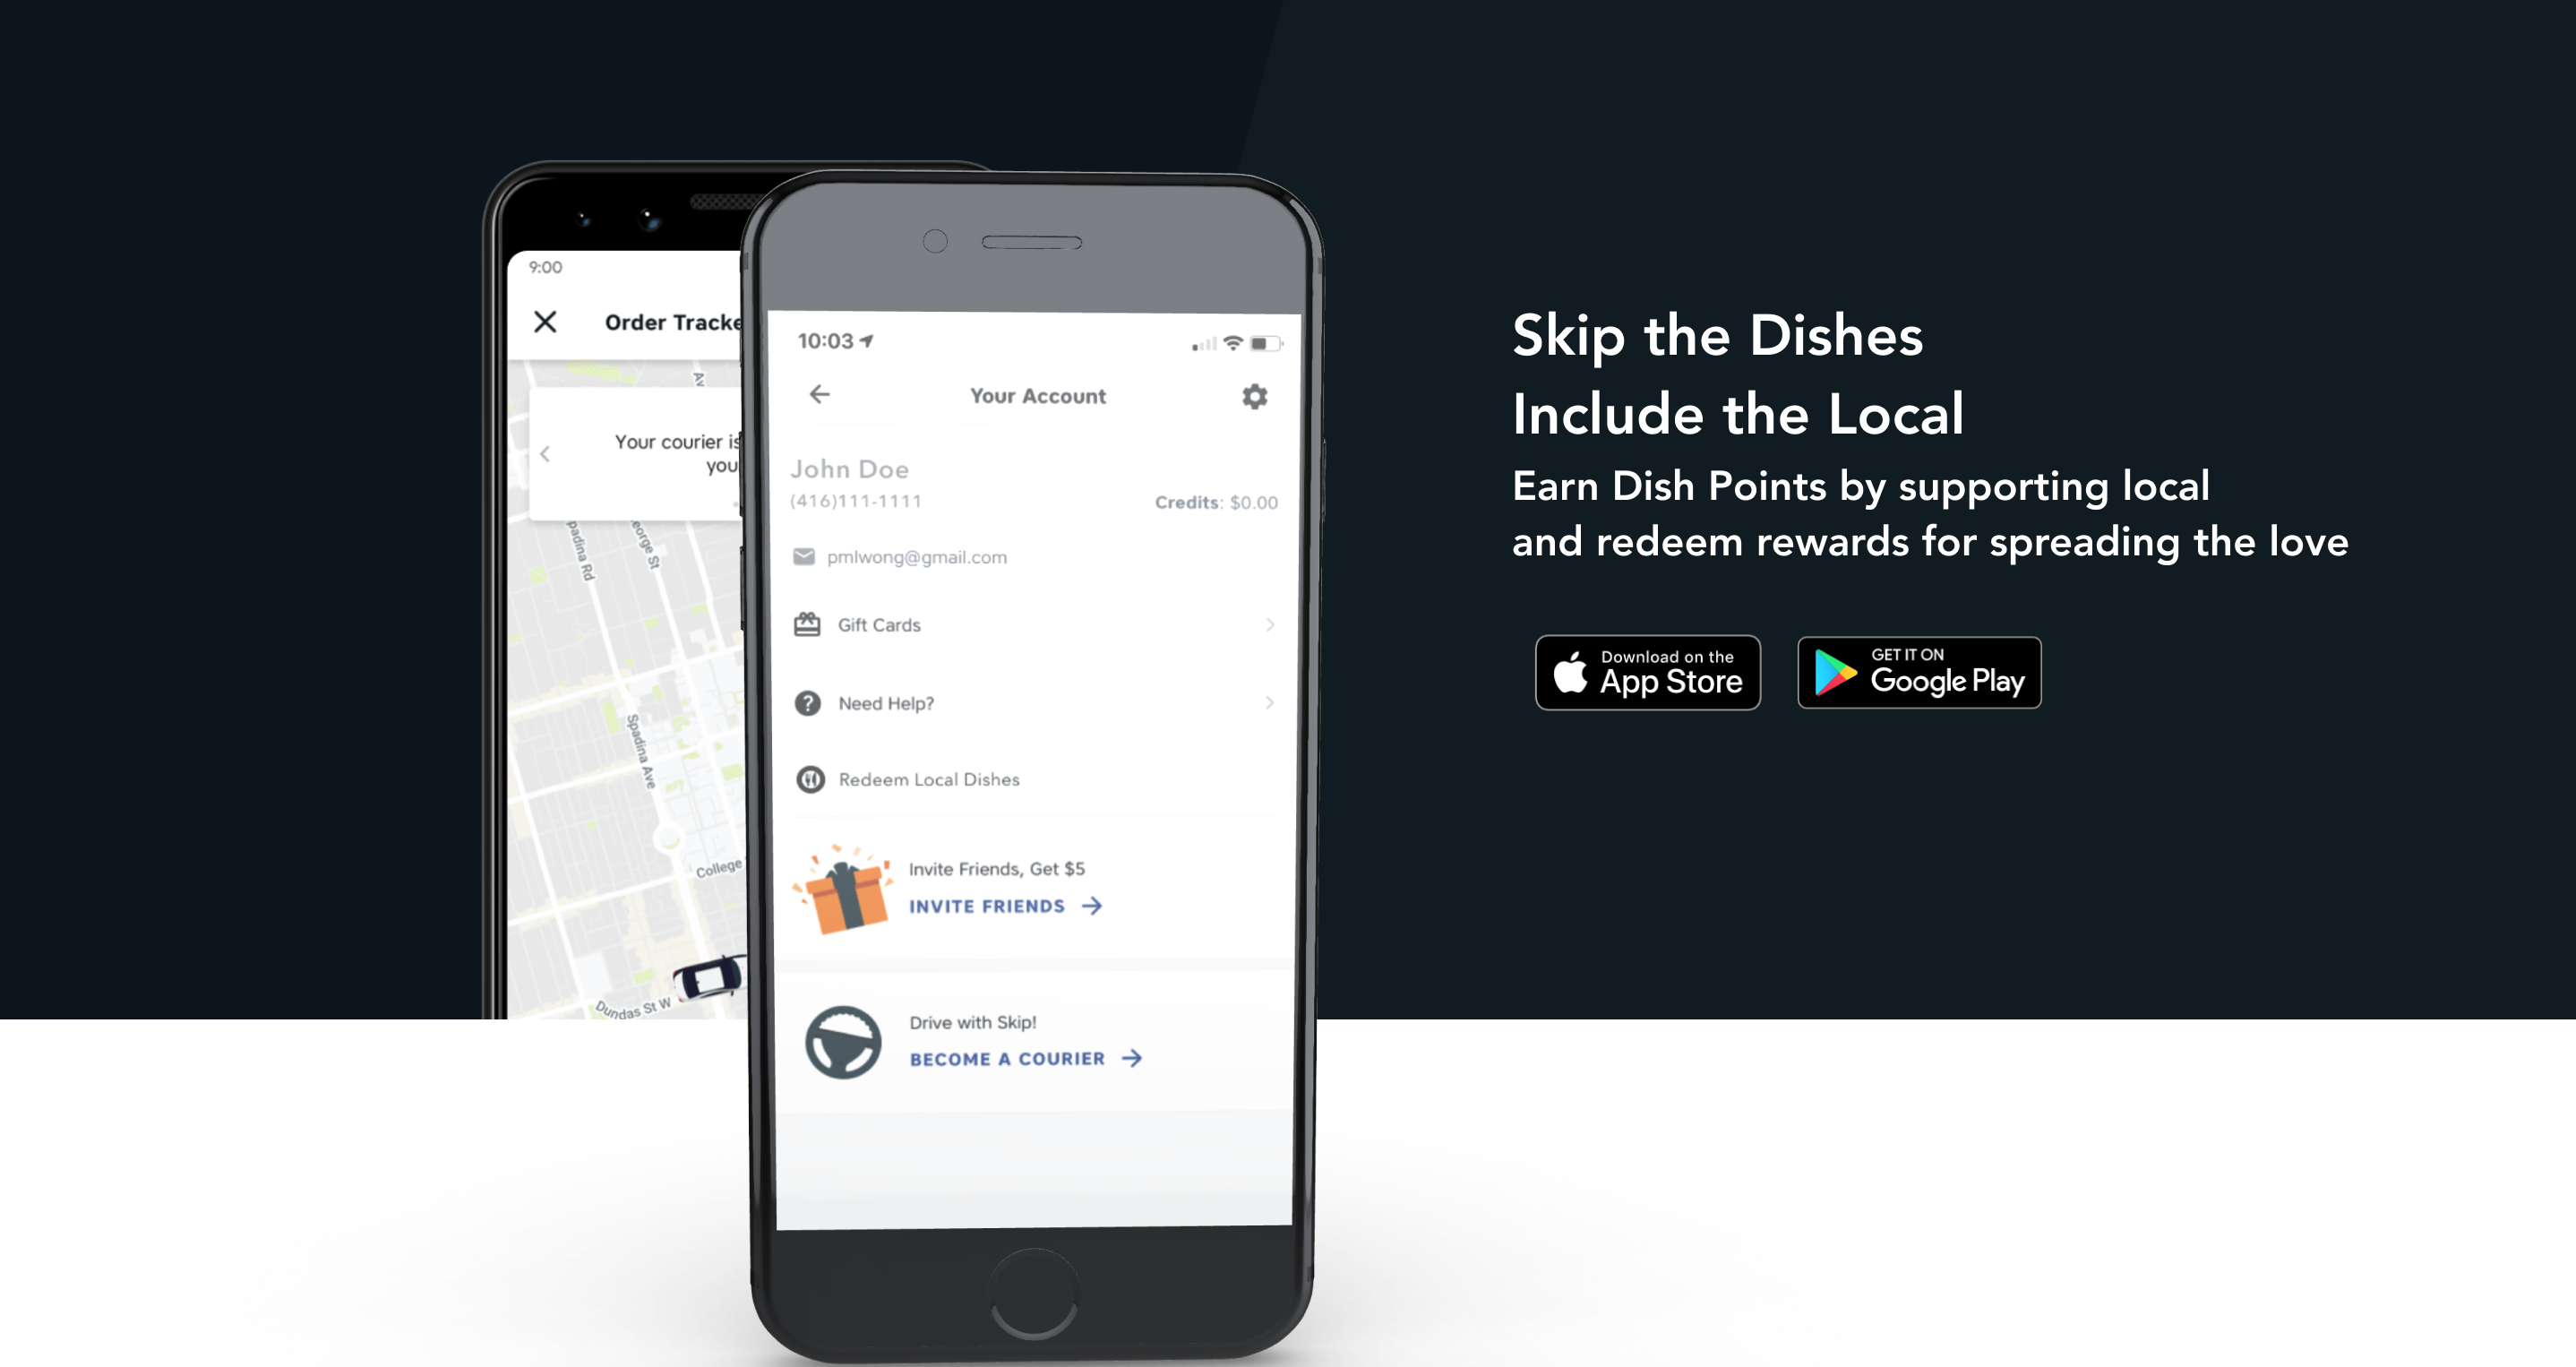 9:00
Order Tracke
Your courier is
you
Av
padina Rd
eorge St
Spadina Ave
College
Dundas St W
10:03
Your Account
John Doe
(416)111-1111
Credits: $0.00
pmlwong@gmail.com
Gift Cards
Need Help?
Redeem Local Dishes
Invite Friends, Get $5
INVITE FRIENDS
Drive with Skip!
BECOME A COURIER
Skip the Dishes
Include the Local
Earn Dish Points by supporting local
and redeem rewards for spreading the love
Download on the
App Store
GET IT ON
Google Play